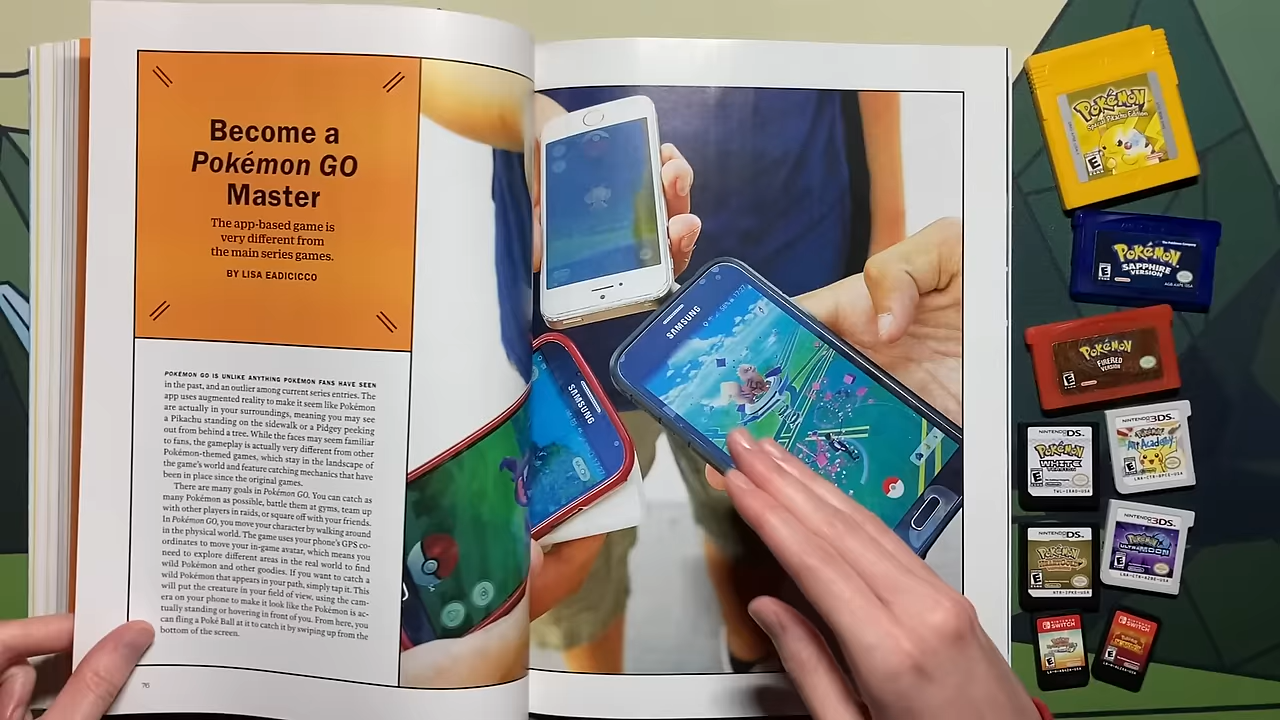 Become a
Pokémon GO
Master
The app-based game is
very different from
the main series games.
BY LISA EADICICCO
POKÉMON GO IS UNLIKE ANYTHING POKÉMON FANS HAVE SEEN
in the past, and an outlier among current series entries. The
app uses augmented reality to make it seem like Pokémon
are actually in your surroundings, meaning you may see
a Pikachu standing on the sidewalk or a Pidgey peeking
out from behind a tree. While the faces may seem familiar
to fans, the gameplay is actually very different from other
Pokémon-themed games, which stay in the landscape of
the game's world and feature catching mechanics that have
been in place since the original games.
There are many goals in Pokémon GO. You can catch as
many Pokémon as possible, battle them at gyms, team up
with other players in raids, or square off with your friends.
In Pokémon GO, you move your character by walking around
in the physical world. The game uses your phone's GPS co-
ordinates to move your in-game avatar, which means you
need to explore different areas in the real world to find
wild Pokémon and other goodies. If you want to catch a
wild Pokémon that appears in your path, simply tap it. This
will put the creature in your field of view, using the cam-
era on your phone to make it look like the Pokémon is ac-
tually standing or hovering in front of you. From here, you
can fling a Poké Ball at it to catch it by swiping up from the
bottom of the screen.
76
SAMSUNG
SAMSUNG
POKÉMON
Special Pikachu Edition
E
POKÉMON
SAPPHIRE
VERSION
E
POKÉMON
FIRERED
VERSION
E
NINTENDO DS
POKÉMON
WHITE
VERSION
E
NINTENDO 3DS
Art Academy
E
NINTENDO DS
E
NINTENDO 3DS
ULTRA MOON
E
NINTENDO
SWITCH
E
NINTENDO
SWITCH
E